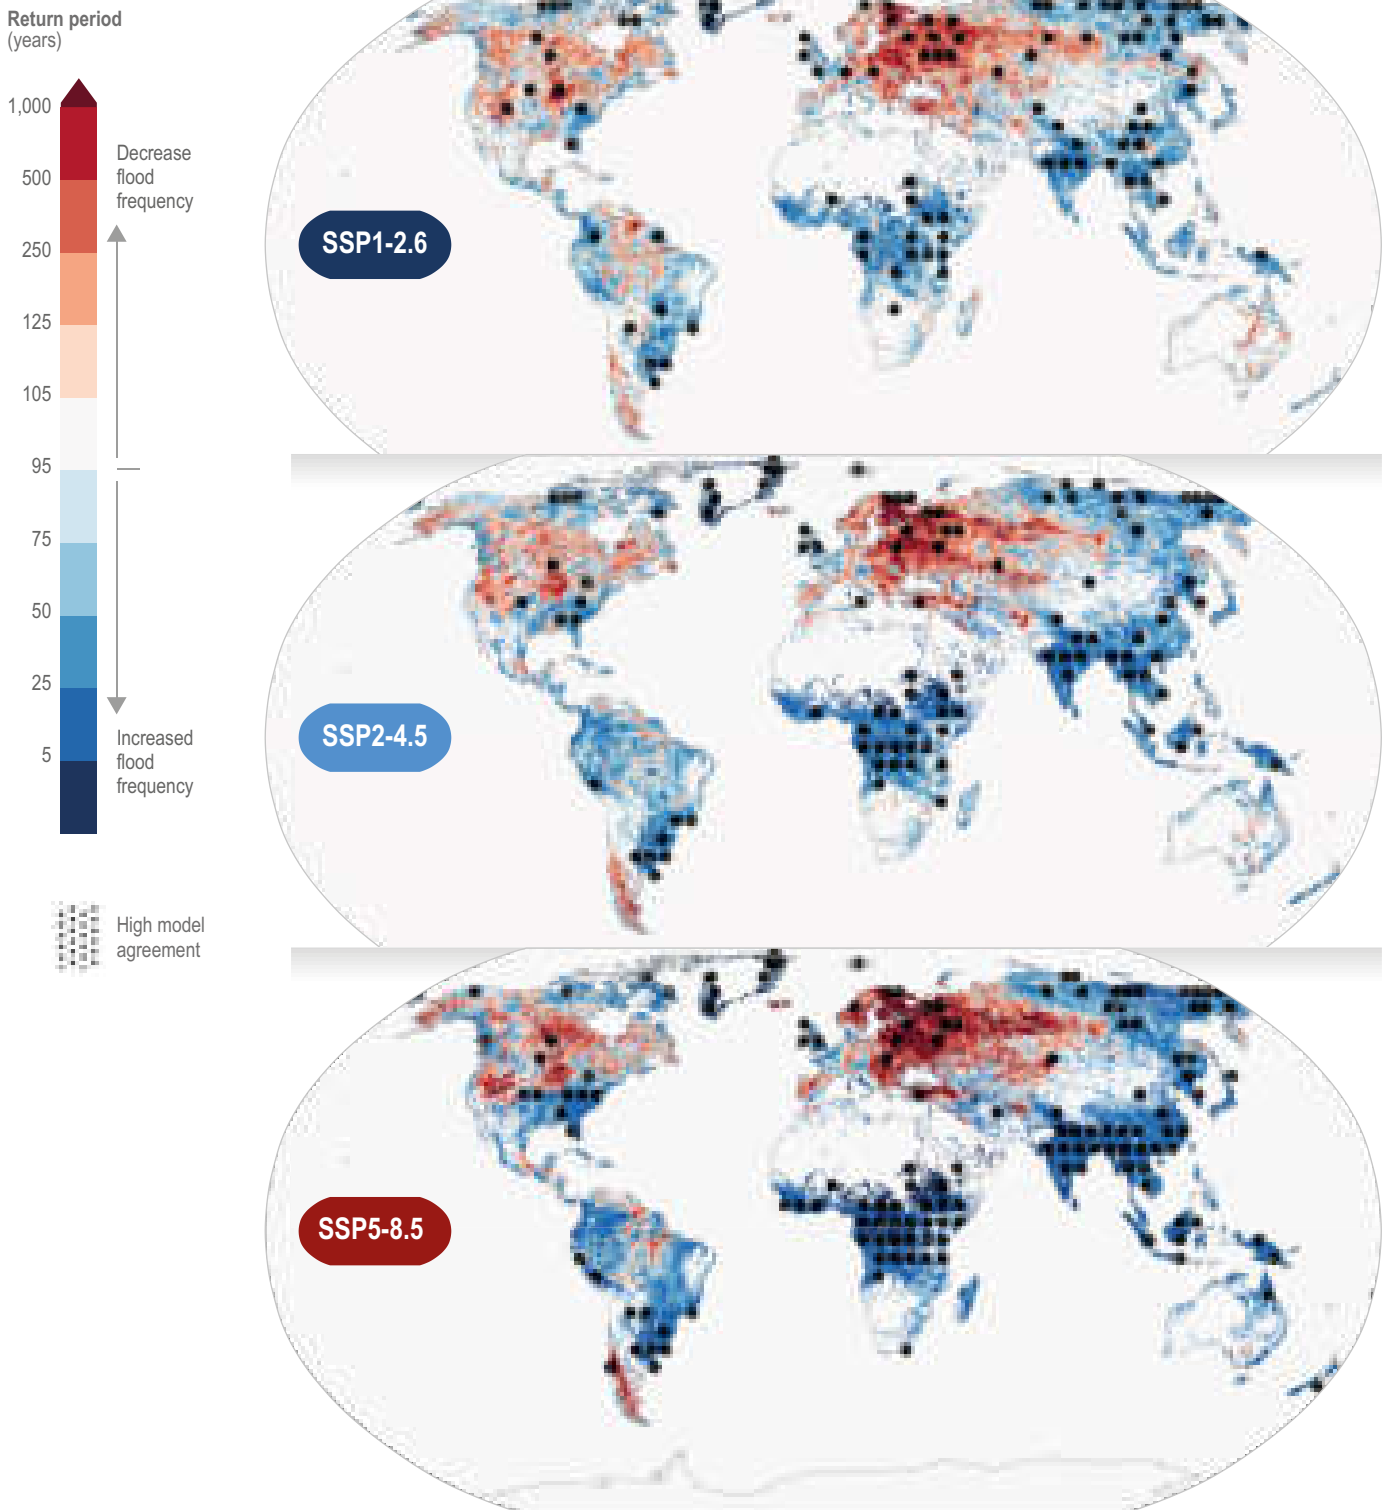 Return period
(years)
1,000
500
250
125
105
95
75
50
25
5
Decrease
flood
frequency
Increased
flood
frequency
High model
agreement
SSP1-2.6
SSP2-4.5
SSP5-8.5